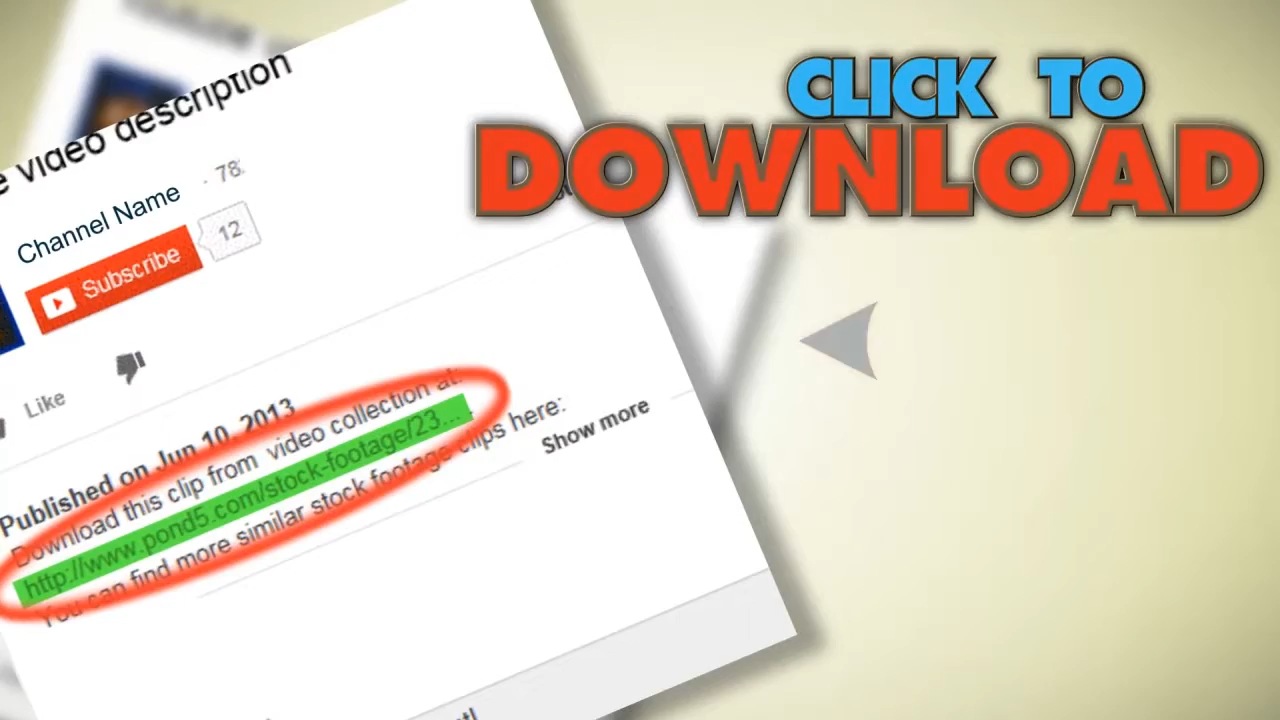 CLICK TO
DOWNLOAD
video description
Channel Name
78
Subscribe
12
Like
Published on Jun 10, 2013
Download this clip from video collection at:
http://www.pond5.com/stock-footage/23...
You can find more similar stock footage clips here:
Show more